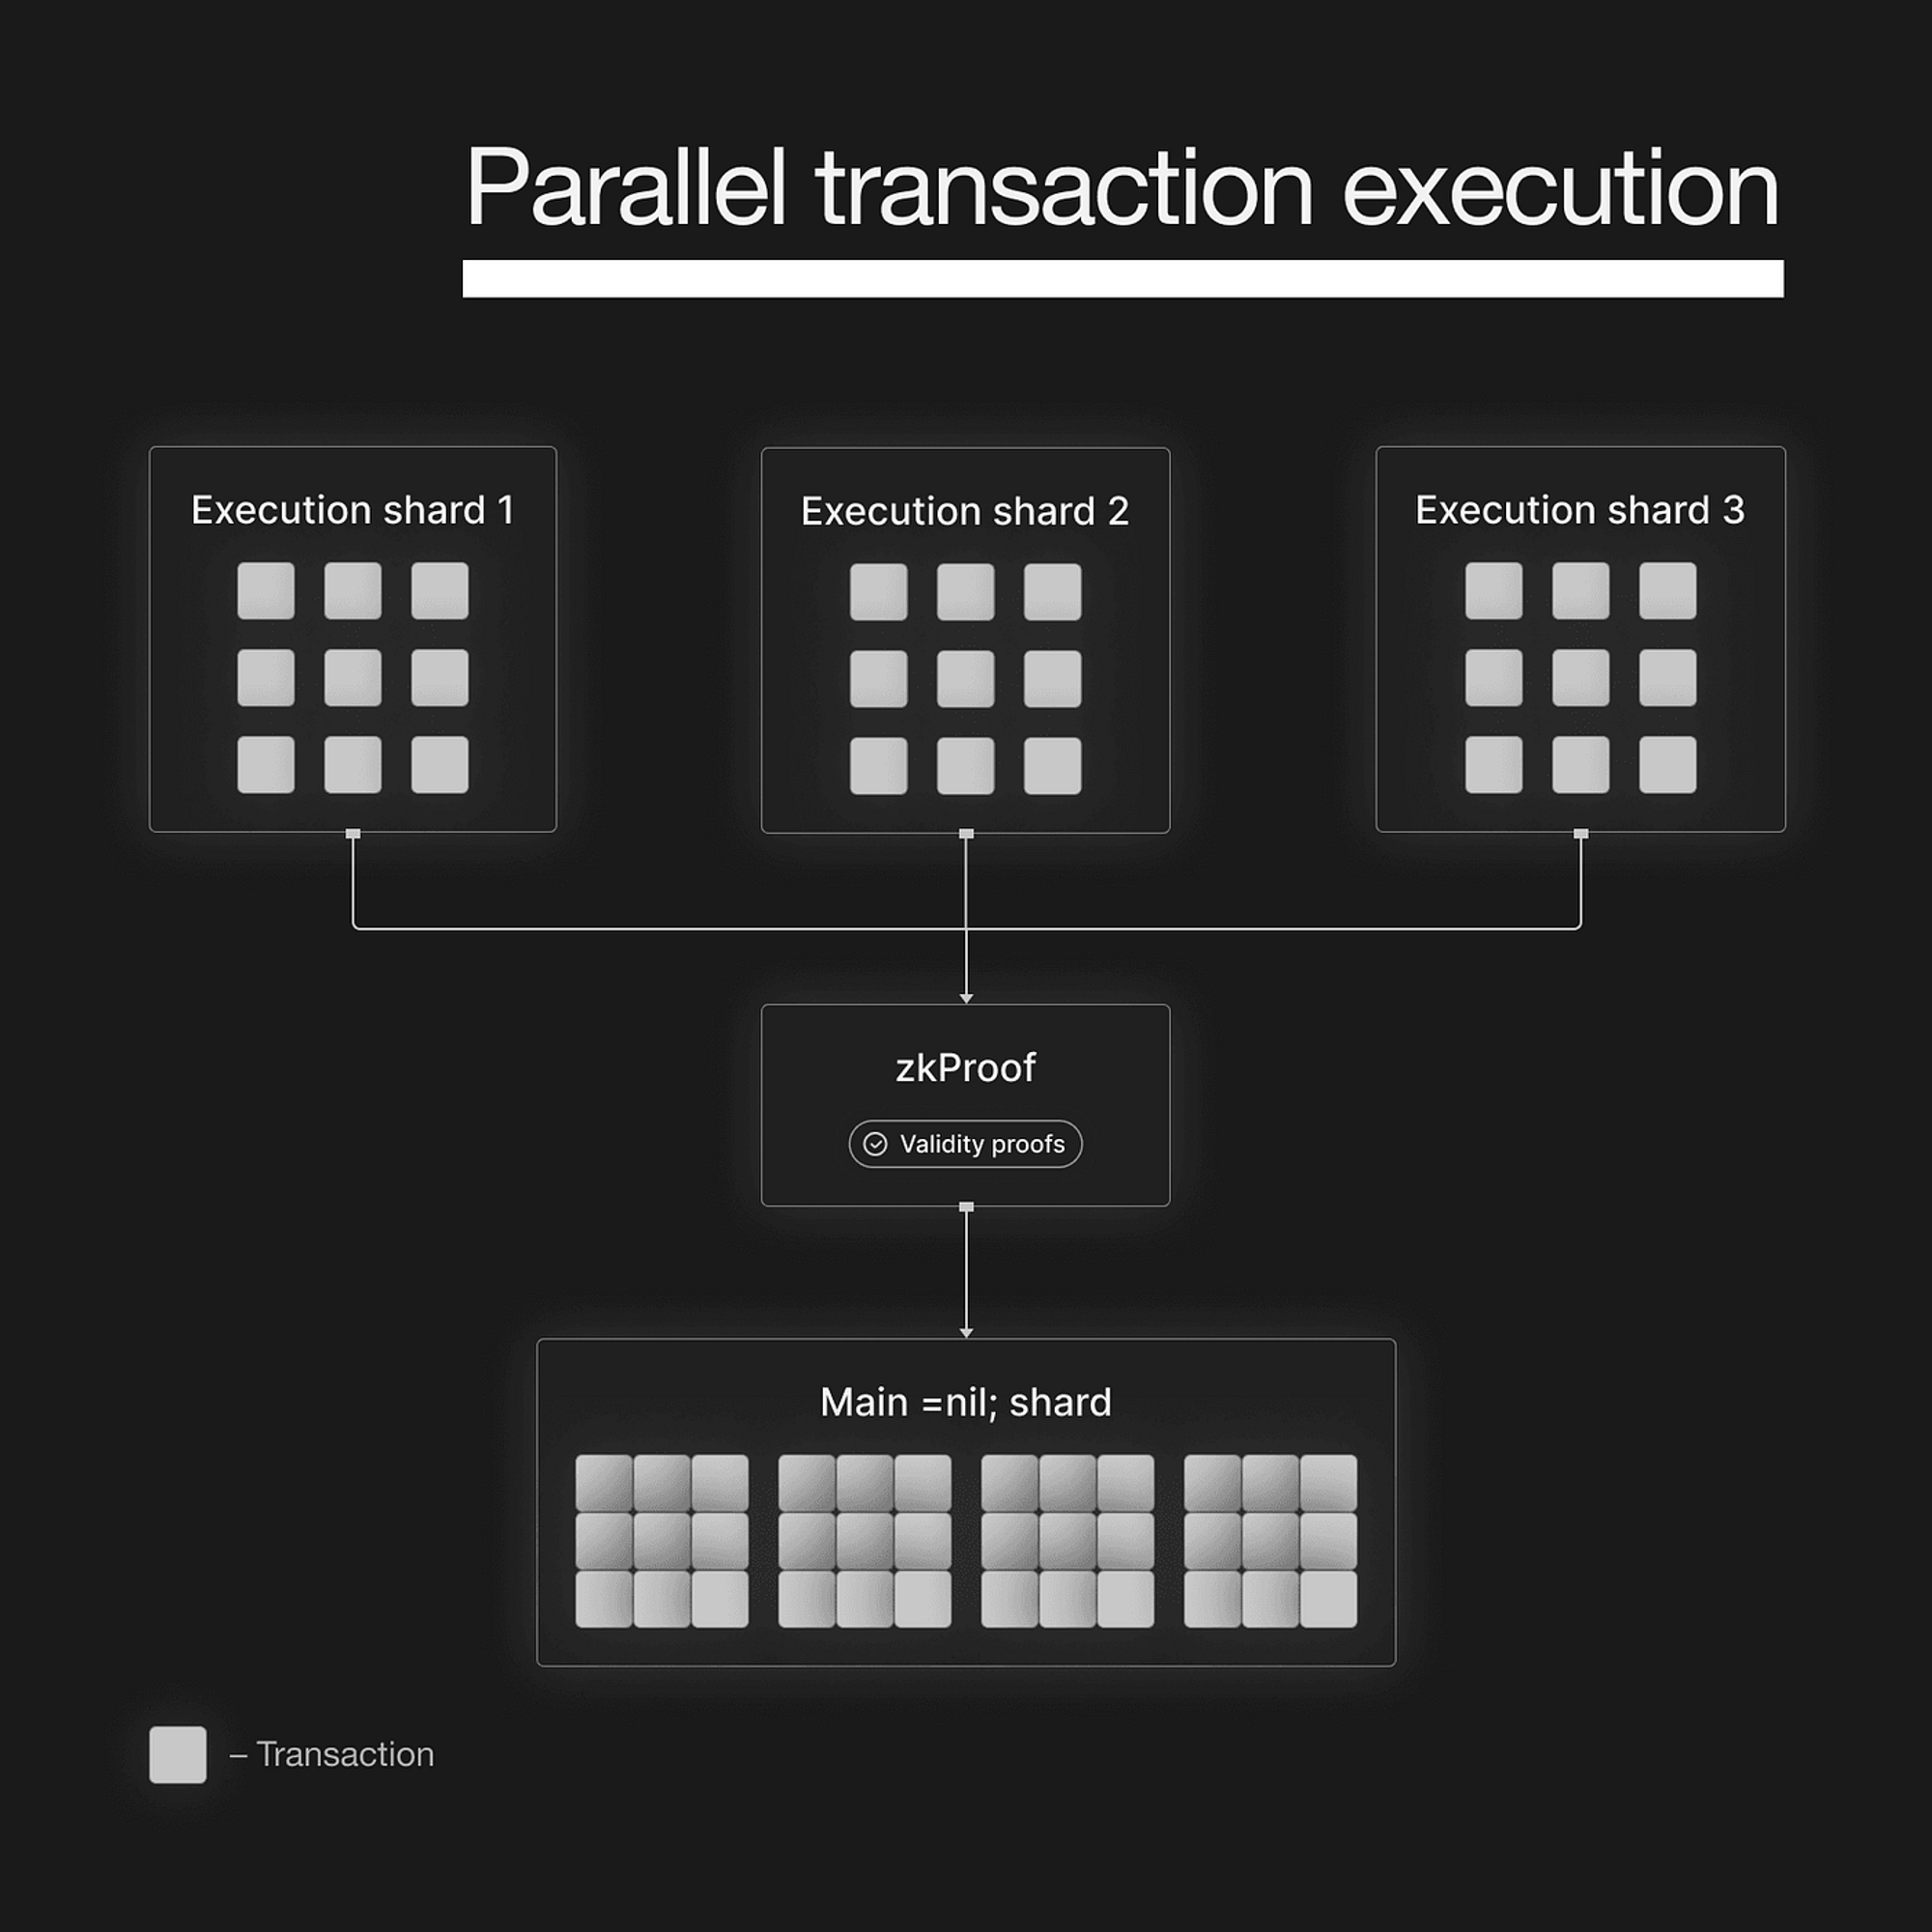 Parallel transaction execution
Execution shard 1
Execution shard 2
Execution shard 3
zkProof
Validity proofs
Main =nil; shard
– Transaction